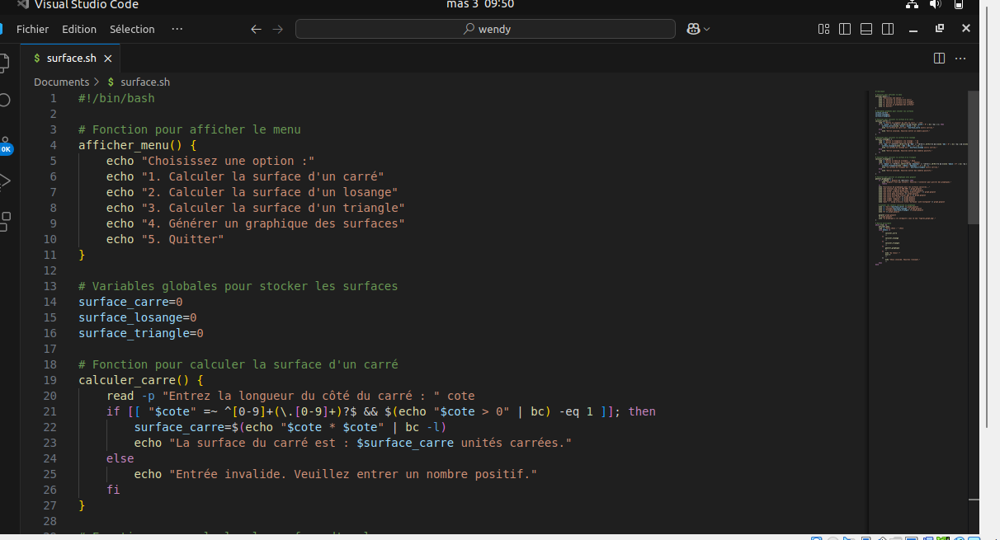 Visual Studio Code
mas 3 09:50
Fichier Edition Sélection ···
wendy
$ surface.sh
Documents > $ surface.sh
1 #!/bin/bash
2
3 # Fonction pour afficher le menu
4 afficher_menu() {
5 echo "Choisissez une option :"
6 echo "1. Calculer la surface d'un carré"
7 echo "2. Calculer la surface d'un losange"
8 echo "3. Calculer la surface d'un triangle"
9 echo "4. Générer un graphique des surfaces"
10 echo "5. Quitter"
11 }
12
13 # Variables globales pour stocker les surfaces
14 surface_carre=0
15 surface_losange=0
16 surface_triangle=0
17
18 # Fonction pour calculer la surface d'un carré
19 calculer_carre() {
20 read -p "Entrez la longueur du côté du carré : " cote
21 if [[ "$cote" =~ ^[0-9]+(\.[0-9]+)?$ && $(echo "$cote > 0" | bc) -eq 1 ]]; then
22 surface_carre=$(echo "$cote * $cote" | bc -l)
23 echo "La surface du carré est : $surface_carre unités carrées."
24 else
25 echo "Entrée invalide. Veuillez entrer un nombre positif."
26 fi
27 }
28